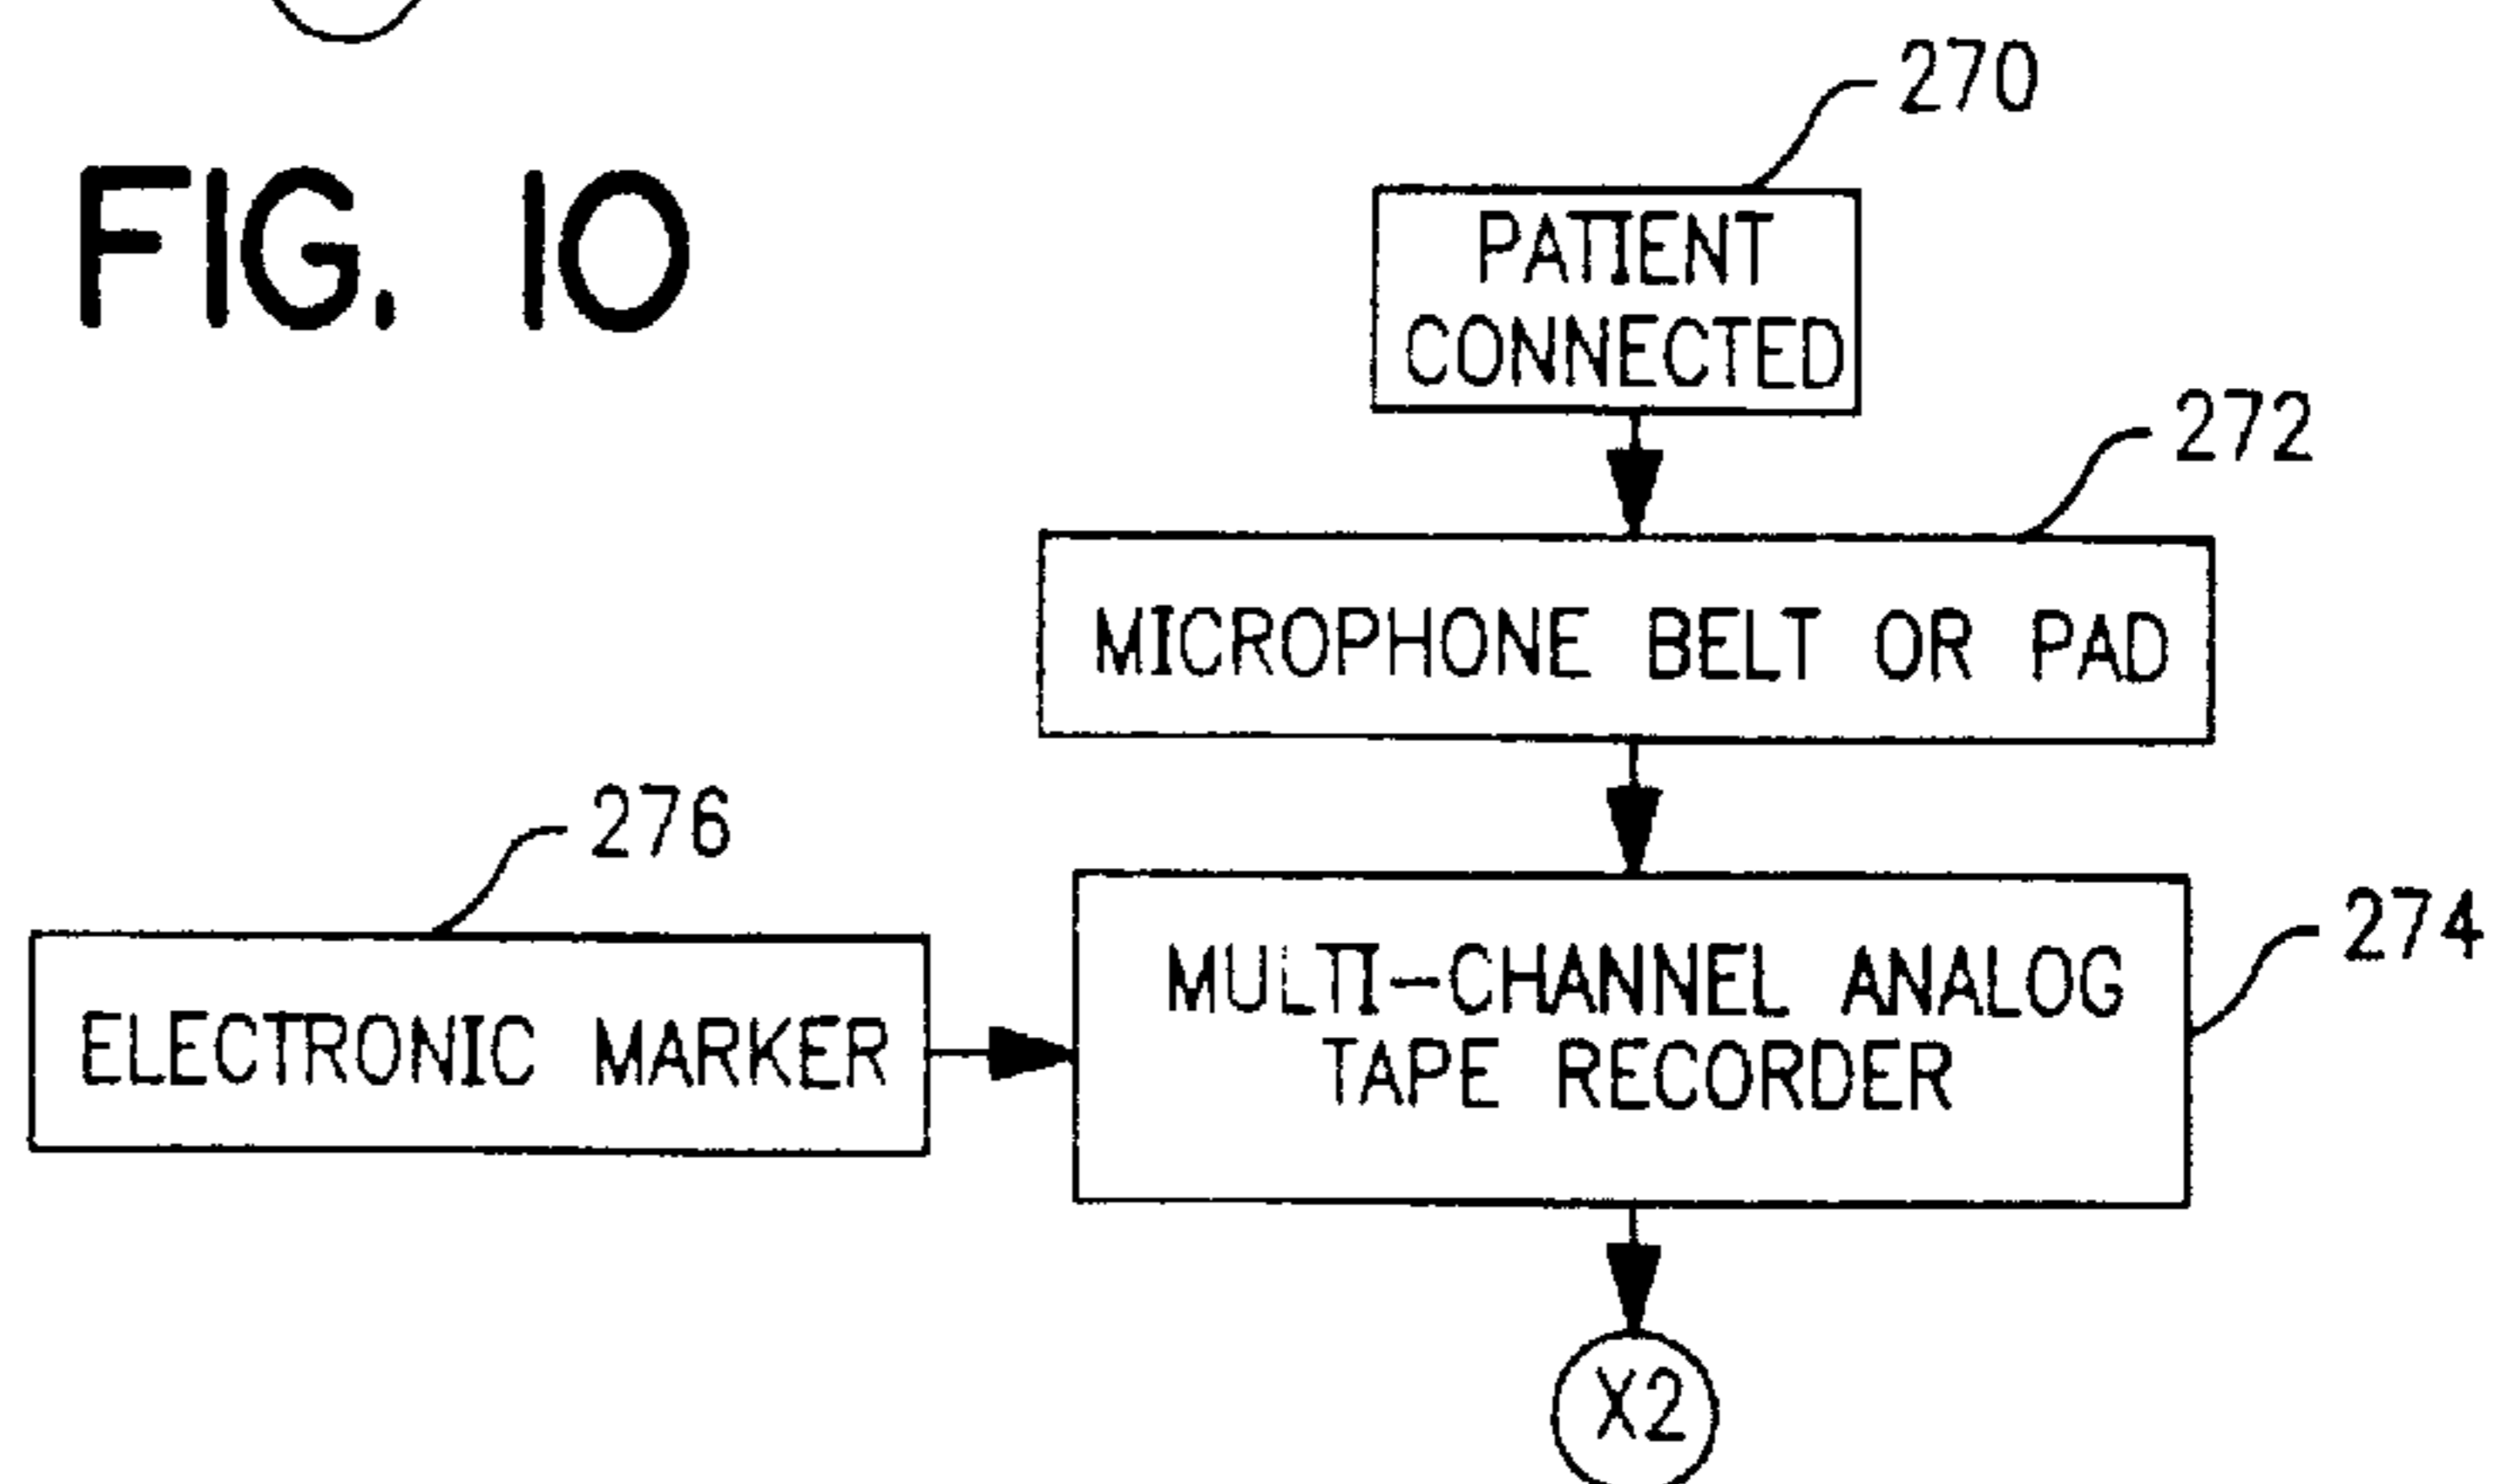 FIG. 10
270
PATIENT
CONNECTED
272
MICROPHONE BELT OR PAD
276
ELECTRONIC MARKER
274
MULTI-CHANNEL ANALOG
TAPE RECORDER
X2